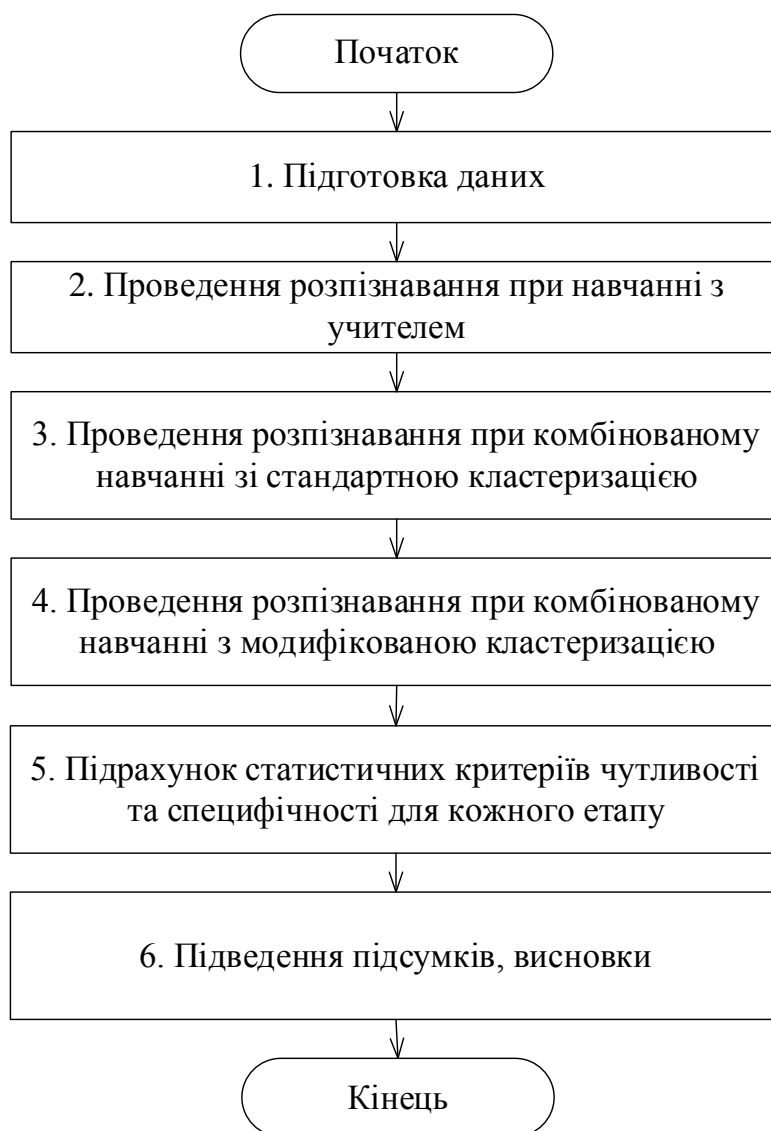 Початок
1. Підготовка даних
2. Проведення розпізнавання при навчанні з
учителем
3. Проведення розпізнавання при комбінованому
навчанні зі стандартною кластеризацією
4. Проведення розпізнавання при комбінованому
навчанні з модифікованою кластеризацією
5. Підрахунок статистичних критеріїв чутливості
та специфічності для кожного етапу
6. Підведення підсумків, висновки
Кінець